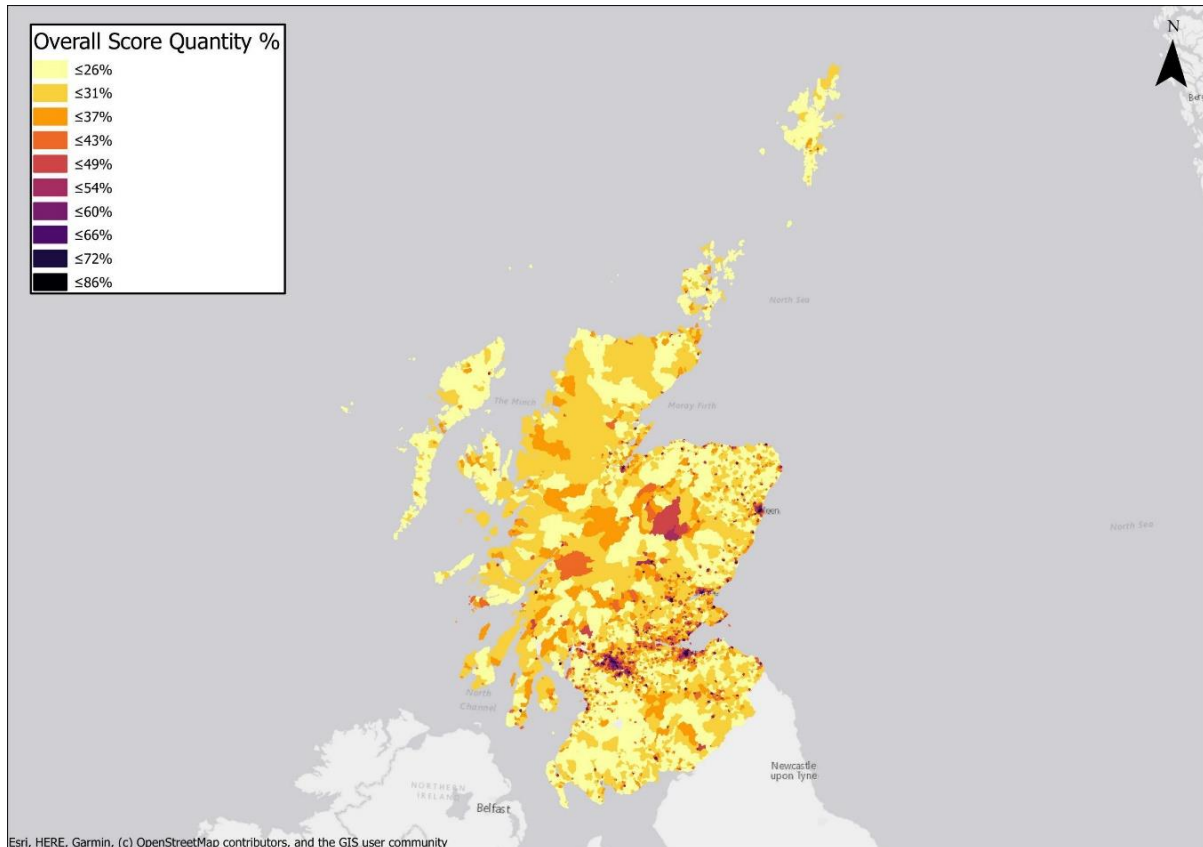 Overall Score Quantity %
≤26%
≤31%
≤37%
≤43%
≤49%
≤54%
≤60%
≤66%
≤72%
≤86%
N
Ber
North Sea
The Minch
Moray Firth
een
North Sea
North
Channel
Newcastle
upon Tyne
NORTHERN
IRELAND
Belfast
Esri, HERE, Garmin, (c) OpenStreetMap contributors, and the GIS user community